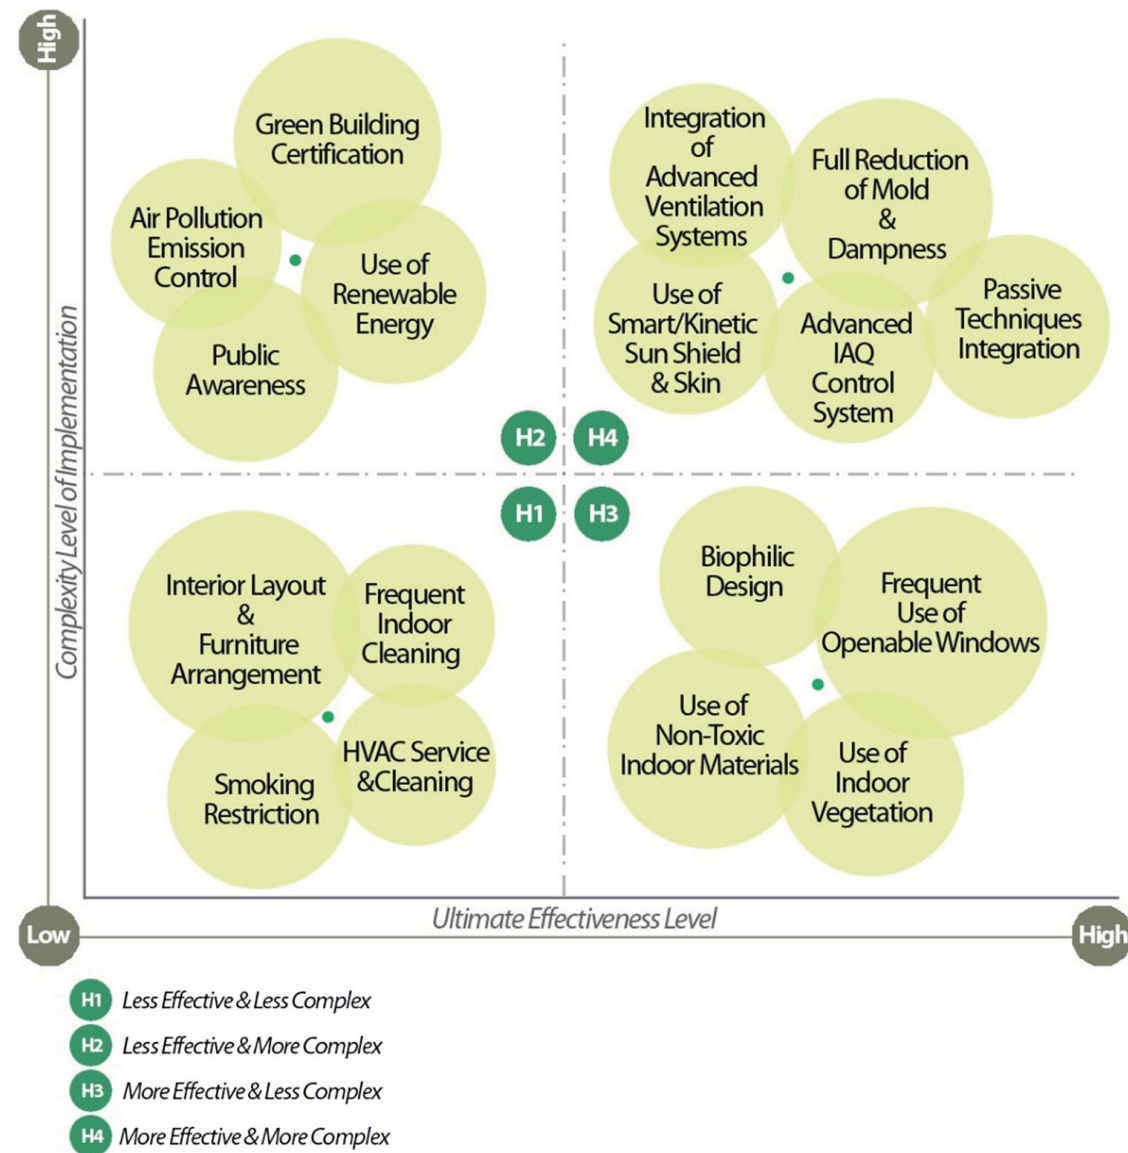 High
Green Building
Certification
Air Pollution
Emission
Control
Use of
Renewable
Energy
Public
Awareness
Integration
of
Advanced
Ventilation
Systems
Full Reduction
of Mold
&
Dampness
Use of
Smart/Kinetic
Sun Shield
& Skin
Advanced
IAQ
Control
System
Passive
Techniques
Integration
Complexity Level of Implementation
H2
H4
H1
H3
Interior Layout
&
Furniture
Arrangement
Frequent
Indoor
Cleaning
Smoking
Restriction
HVAC Service
&Cleaning
Biophilic
Design
Frequent
Use of
Openable Windows
Use of
Non-Toxic
Indoor Materials
Use of
Indoor
Vegetation
Ultimate Effectiveness Level
Low
High
H1 Less Effective & Less Complex
H2 Less Effective & More Complex
H3 More Effective & Less Complex
H4 More Effective & More Complex